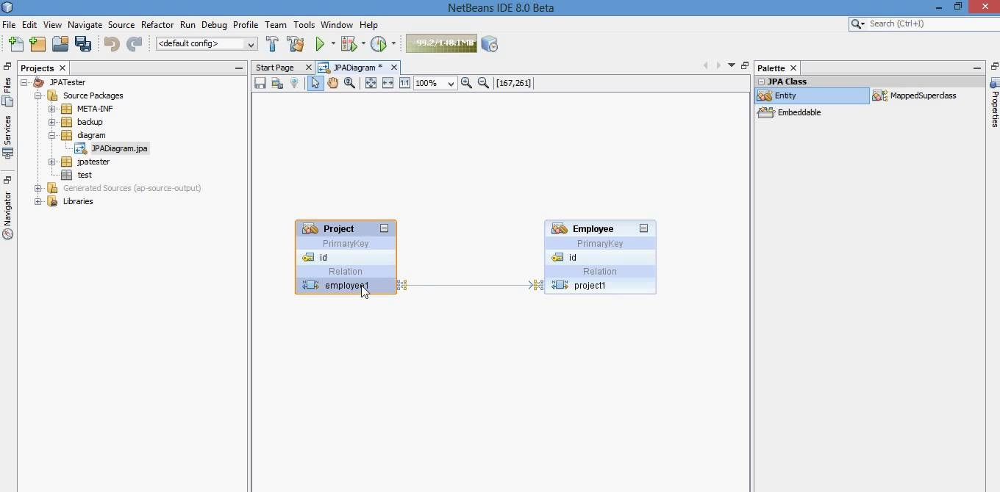 NetBeans IDE 8.0 Beta
File Edit View Navigate Source Refactor Run Debug Profile Team Tools Window Help
Search (Ctrl+I)
<default config>
99.2/148.1MB
Files
Services
Navigator
Projects
JPATester
Source Packages
META-INF
backup
diagram
JPADiagram.jpa
jpatester
test
Generated Sources (ap-source-output)
Libraries
Start Page
JPADiagram *
1:1
100%
[167,261]
Project
PrimaryKey
id
Relation
employee1
Employee
PrimaryKey
id
Relation
project1
Palette
JPA Class
Entity
MappedSuperclass
Embeddable
Properties